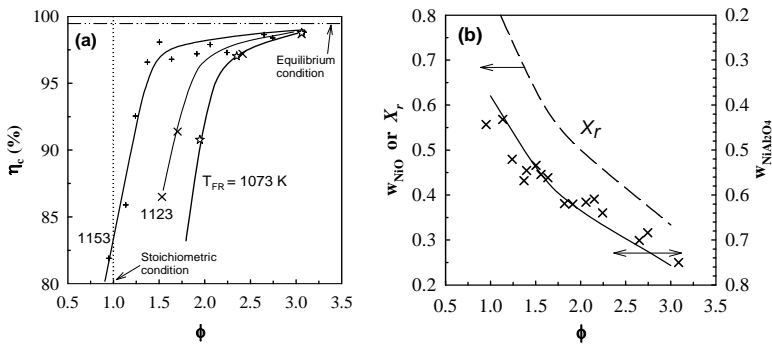 (a)
100
95
90
85
80
η_c (%)
Equilibrium
condition
T_FR = 1073 K
1123
1153
Stoichiometric
condition
0.5 1.0 1.5 2.0 2.5 3.0 3.5
ϕ
(b)
0.8
0.7
0.6
0.5
0.4
0.3
0.2
w_NiO or X_r
X_r
0.2
0.3
0.4
0.5
0.6
0.7
0.8
w_NiAl2O4
0.5 1.0 1.5 2.0 2.5 3.0 3.5
ϕ